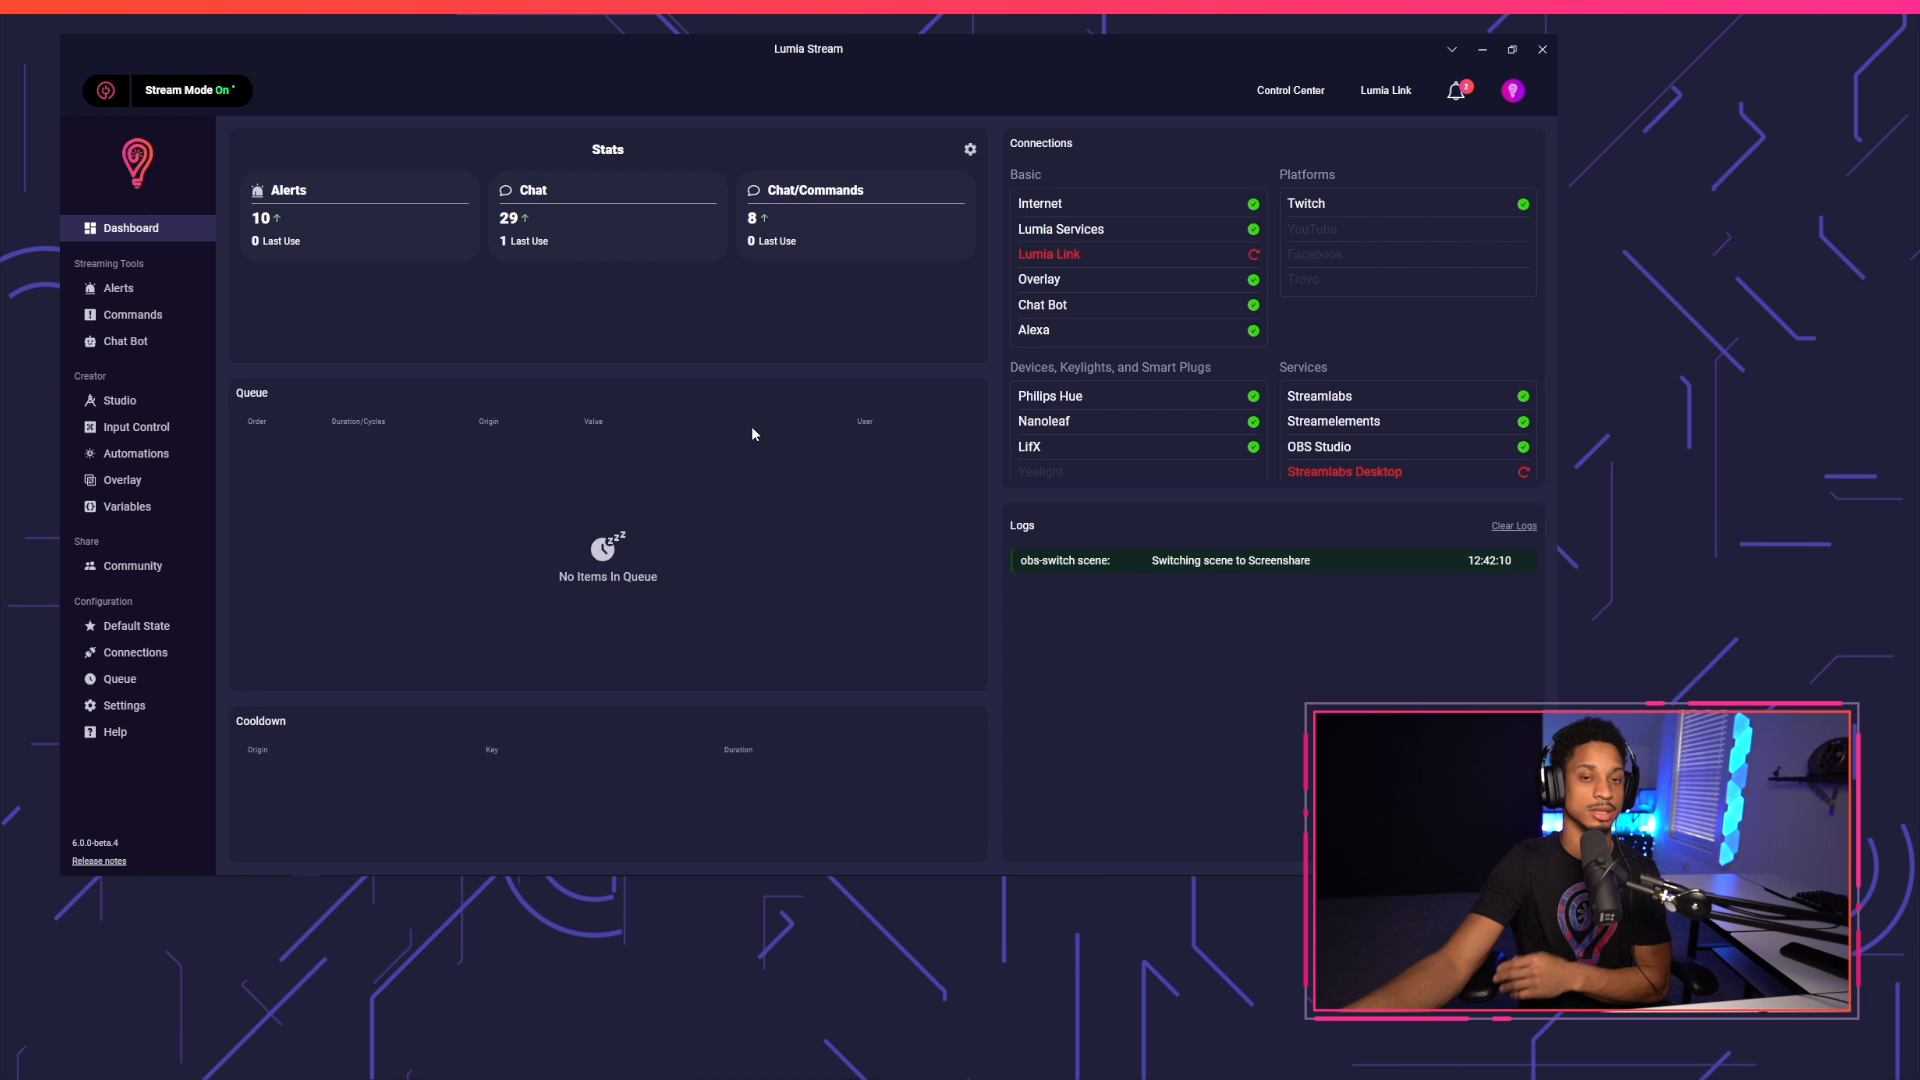 Lumia Stream
Stream Mode On
Control Center
Lumia Link
2
Dashboard
Streaming Tools
Alerts
Commands
Chat Bot
Creator
Studio
Input Control
Automations
Overlay
Variables
Share
Community
Configuration
Default State
Connections
Queue
Settings
Help
6.0.0-beta.4
Release notes
Stats
Alerts
10
0 Last Use
Chat
29
1 Last Use
Chat/Commands
8
0 Last Use
Queue
Order Duration/Cycles Origin Value User
No Items In Queue
Cooldown
Origin Key Duration
Connections
Basic
Internet
Lumia Services
Lumia Link
Overlay
Chat Bot
Alexa
Platforms
Twitch
YouTube
Facebook
Trovo
Devices, Keylights, and Smart Plugs
Philips Hue
Nanoleaf
LifX
Yeelight
Services
Streamlabs
Streamelements
OBS Studio
Streamlabs Desktop
Logs
Clear Logs
obs-switch scene: Switching scene to Screenshare 12:42:10